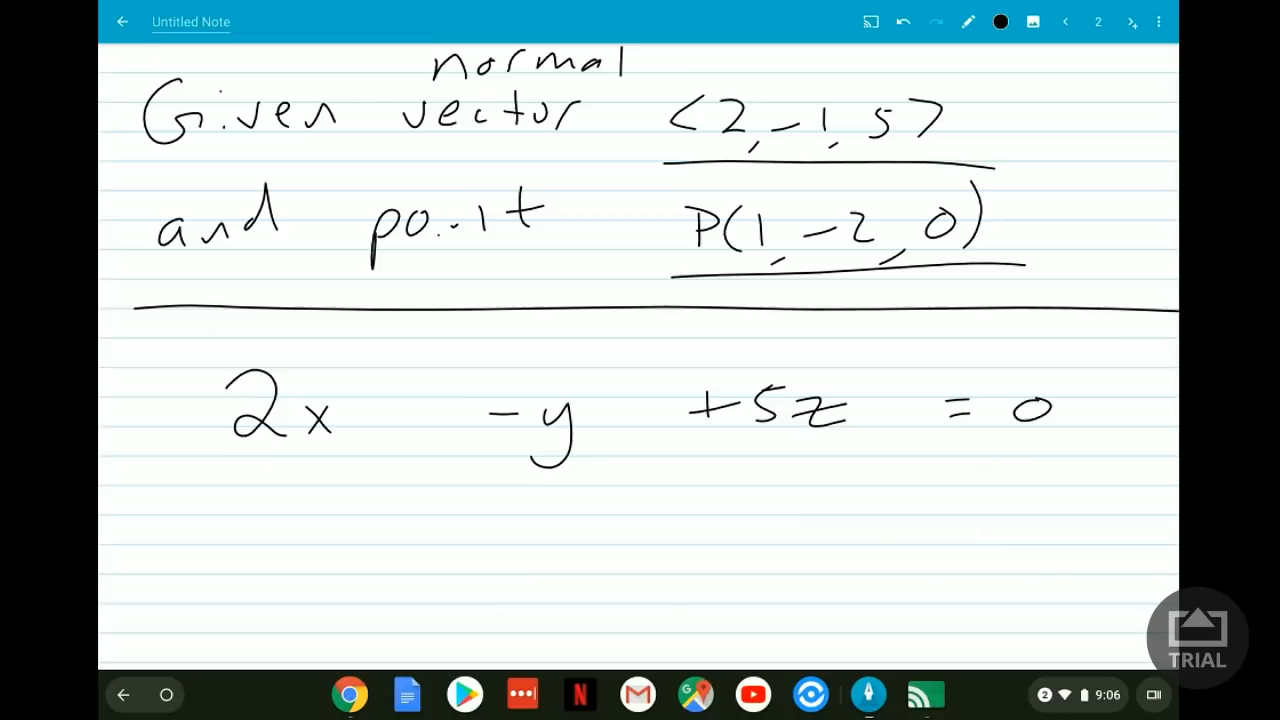 Untitled Note
2
normal
Given vector <2, -1, 5>
and point P(1, -2, 0)
2x -y +5z = 0
TRIAL
2 9:06